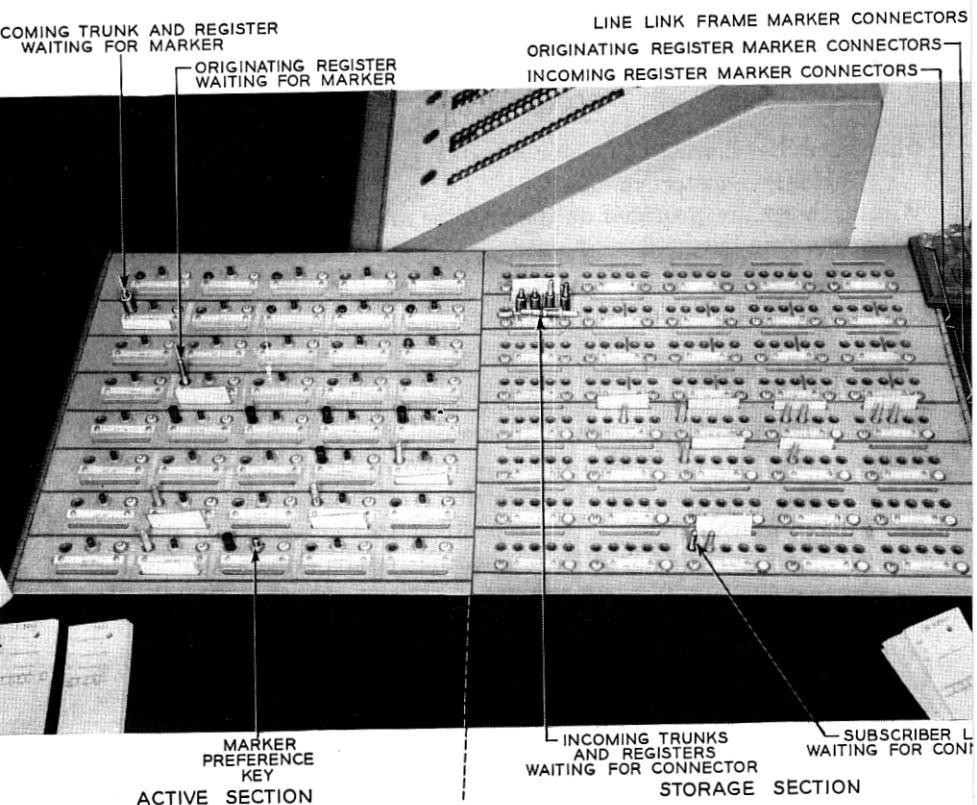 COMING TRUNK AND REGISTER
WAITING FOR MARKER
ORIGINATING REGISTER
WAITING FOR MARKER
LINE LINK FRAME MARKER CONNECTORS
ORIGINATING REGISTER MARKER CONNECTORS
INCOMING REGISTER MARKER CONNECTORS
MARKER
PREFERENCE
KEY
ACTIVE SECTION
INCOMING TRUNKS
AND REGISTERS
WAITING FOR CONNECTOR
SUBSCRIBER L
WAITING FOR CON
STORAGE SECTION